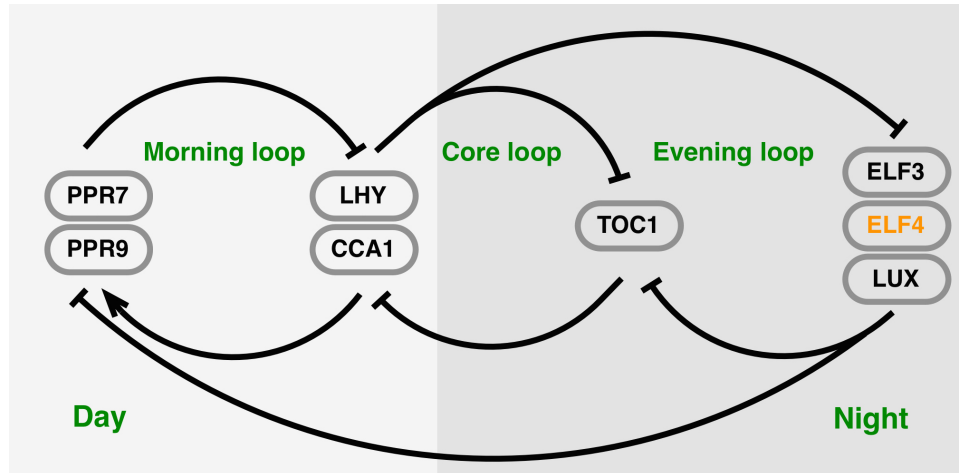 Morning loop
Core loop
Evening loop
PPR7
PPR9
LHY
CCA1
TOC1
ELF3
ELF4
LUX
Day
Night